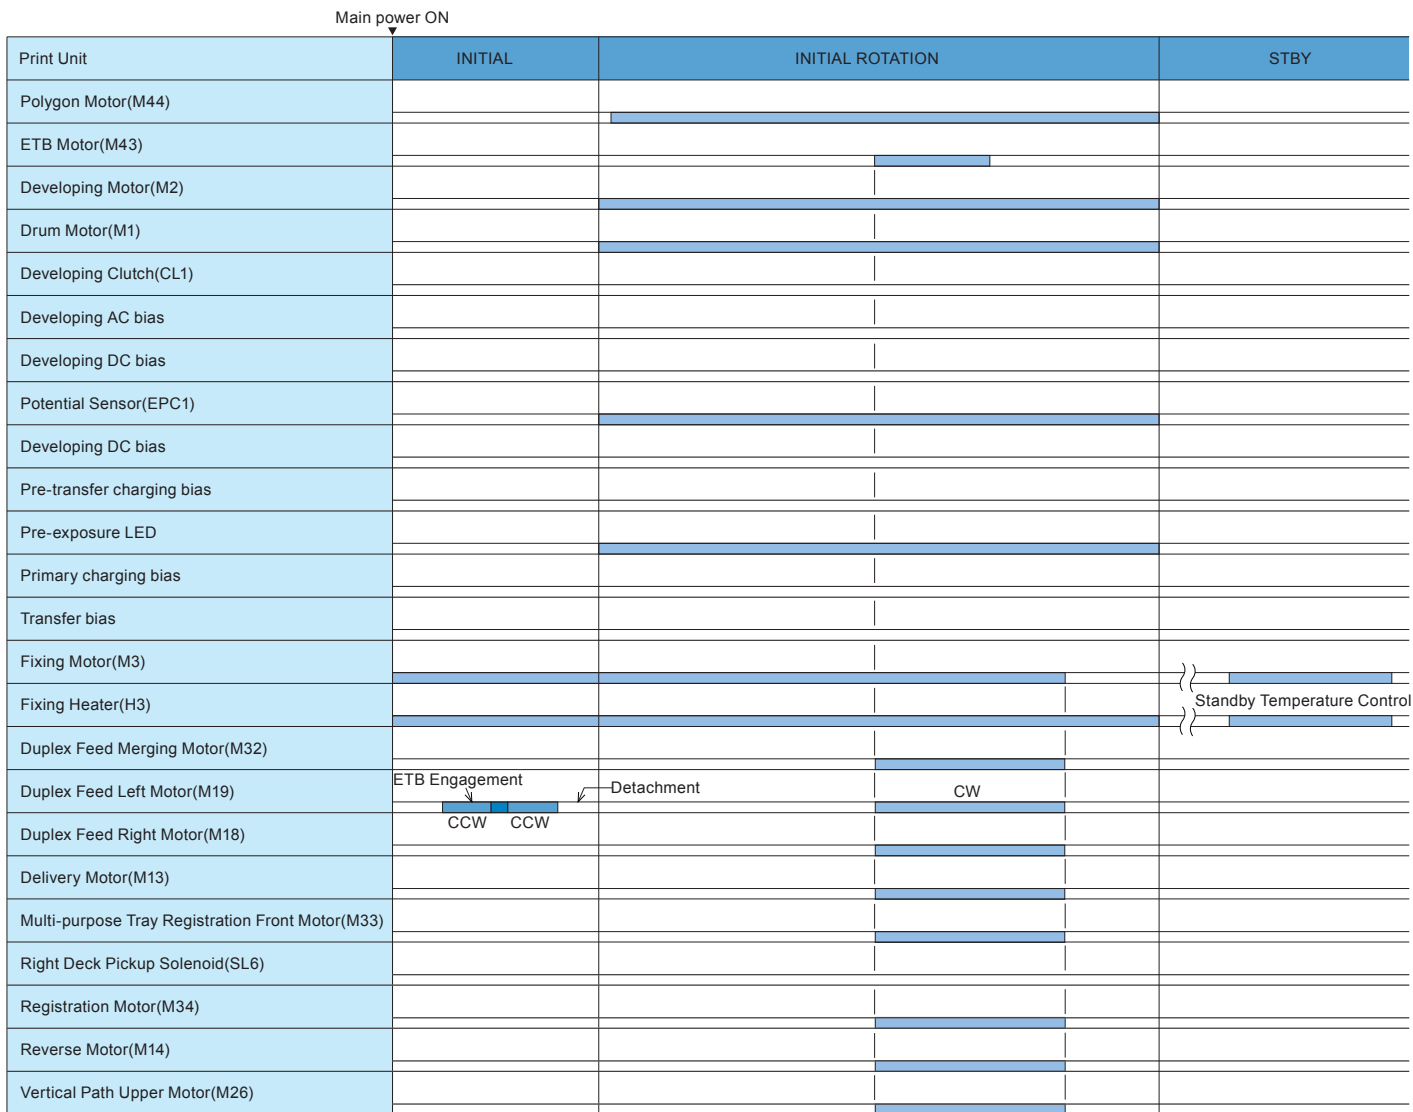 Main power ON
Print Unit INITIAL INITIAL ROTATION STBY
Polygon Motor(M44)
ETB Motor(M43)
Developing Motor(M2)
Drum Motor(M1)
Developing Clutch(CL1)
Developing AC bias
Developing DC bias
Potential Sensor(EPC1)
Developing DC bias
Pre-transfer charging bias
Pre-exposure LED
Primary charging bias
Transfer bias
Fixing Motor(M3)
Fixing Heater(H3) Standby Temperature Control
Duplex Feed Merging Motor(M32)
ETB Engagement
Duplex Feed Left Motor(M19) Detachment CW
CCW CCW
Duplex Feed Right Motor(M18)
Delivery Motor(M13)
Multi-purpose Tray Registration Front Motor(M33)
Right Deck Pickup Solenoid(SL6)
Registration Motor(M34)
Reverse Motor(M14)
Vertical Path Upper Motor(M26)